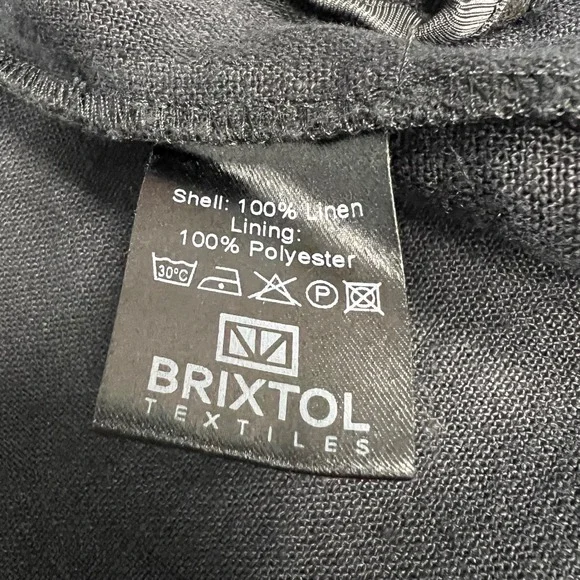 Shell: 100% Linen
Lining:
100% Polyester
30°C P
BRIXTOL
TEXTILES